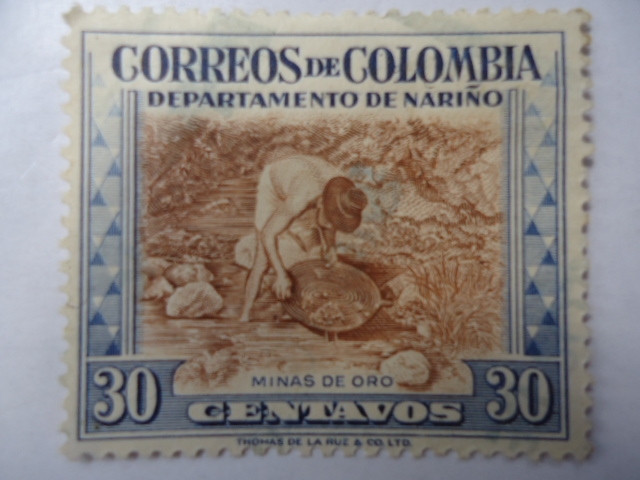 CORREOS DE COLOMBIA
DEPARTAMENTO DE NARIÑO
MINAS DE ORO
30 CENTAVOS 30
THOMAS DE LA RUE & CO. LTD.